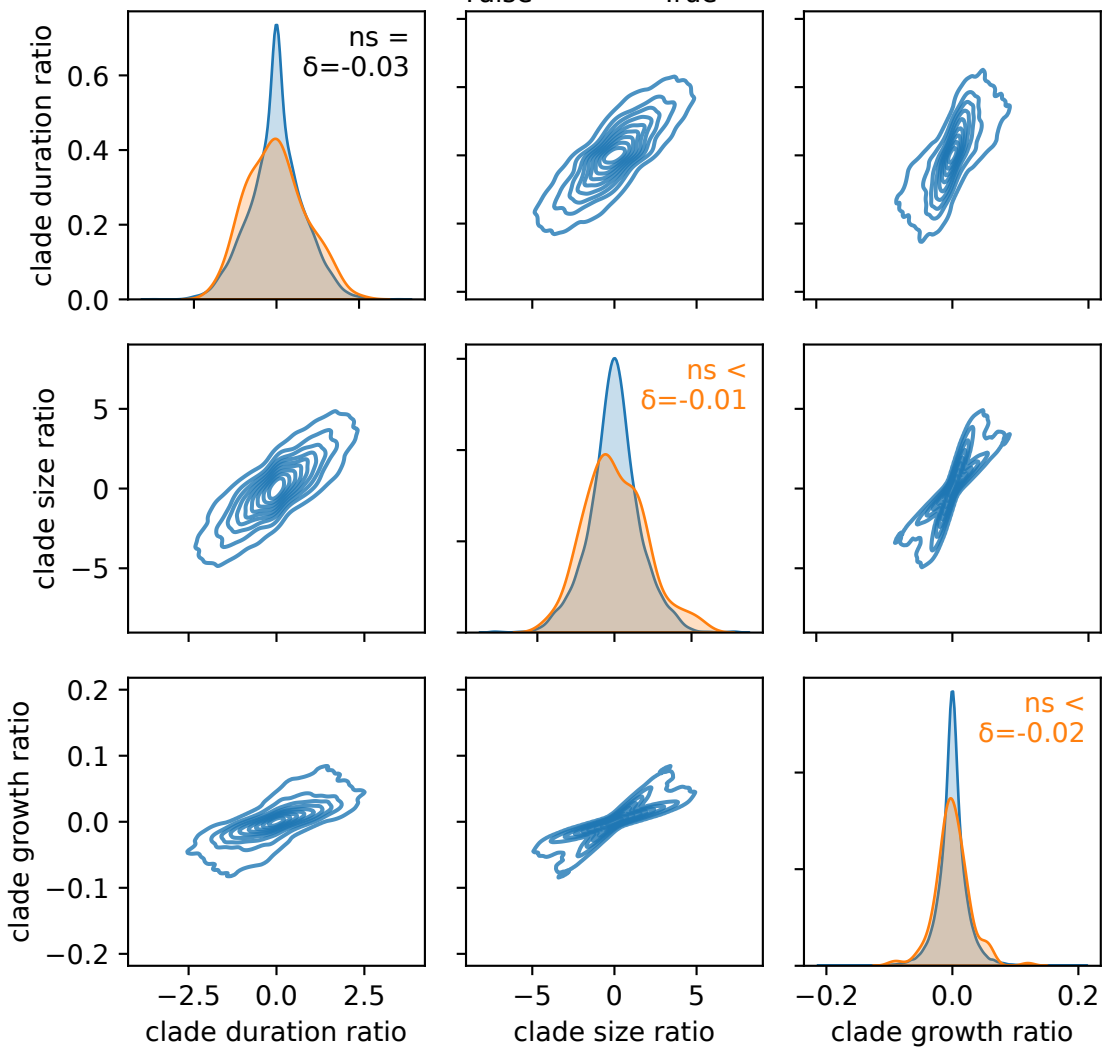 clade duration ratio
0.6
0.4
0.2
0.0
ns =
δ=-0.03
clade size ratio
5
0
−5
ns <
δ=-0.01
clade growth ratio
0.2
0.1
0.0
−0.1
−0.2
ns <
δ=-0.02
−2.5 0.0 2.5
−5 0 5
−0.2 0.0 0.2
clade duration ratio
clade size ratio
clade growth ratio